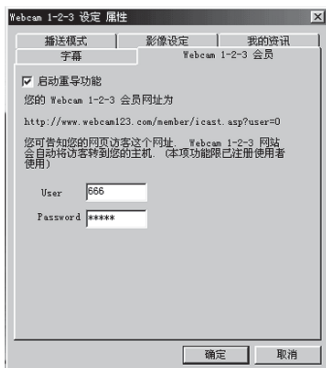 Webcam 1-2-3 设定 属性
播送模式 影像设定 我的资讯
字幕 Webcam 1-2-3 会员
启动重导功能
您的 Webcam 1-2-3 会员网址为
http://www.webcam123.com/member/icast.asp?user=0
您可告知您的网页访客这个网址. Webcam 1-2-3 网站
会自动将访客转到您的主机. (本项功能限已注册使用者
使用)
User 666
Password *****
确定 取消